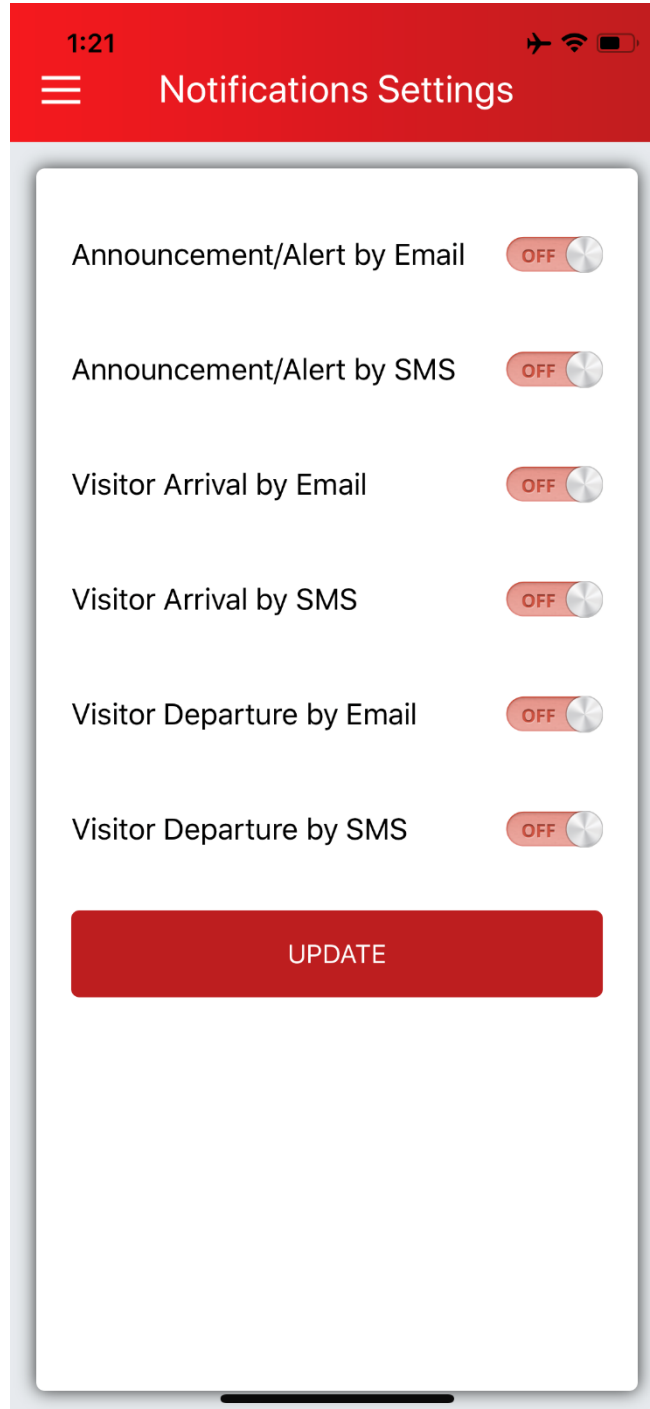 1:21
Notifications Settings
Announcement/Alert by Email OFF
Announcement/Alert by SMS OFF
Visitor Arrival by Email OFF
Visitor Arrival by SMS OFF
Visitor Departure by Email OFF
Visitor Departure by SMS OFF
UPDATE